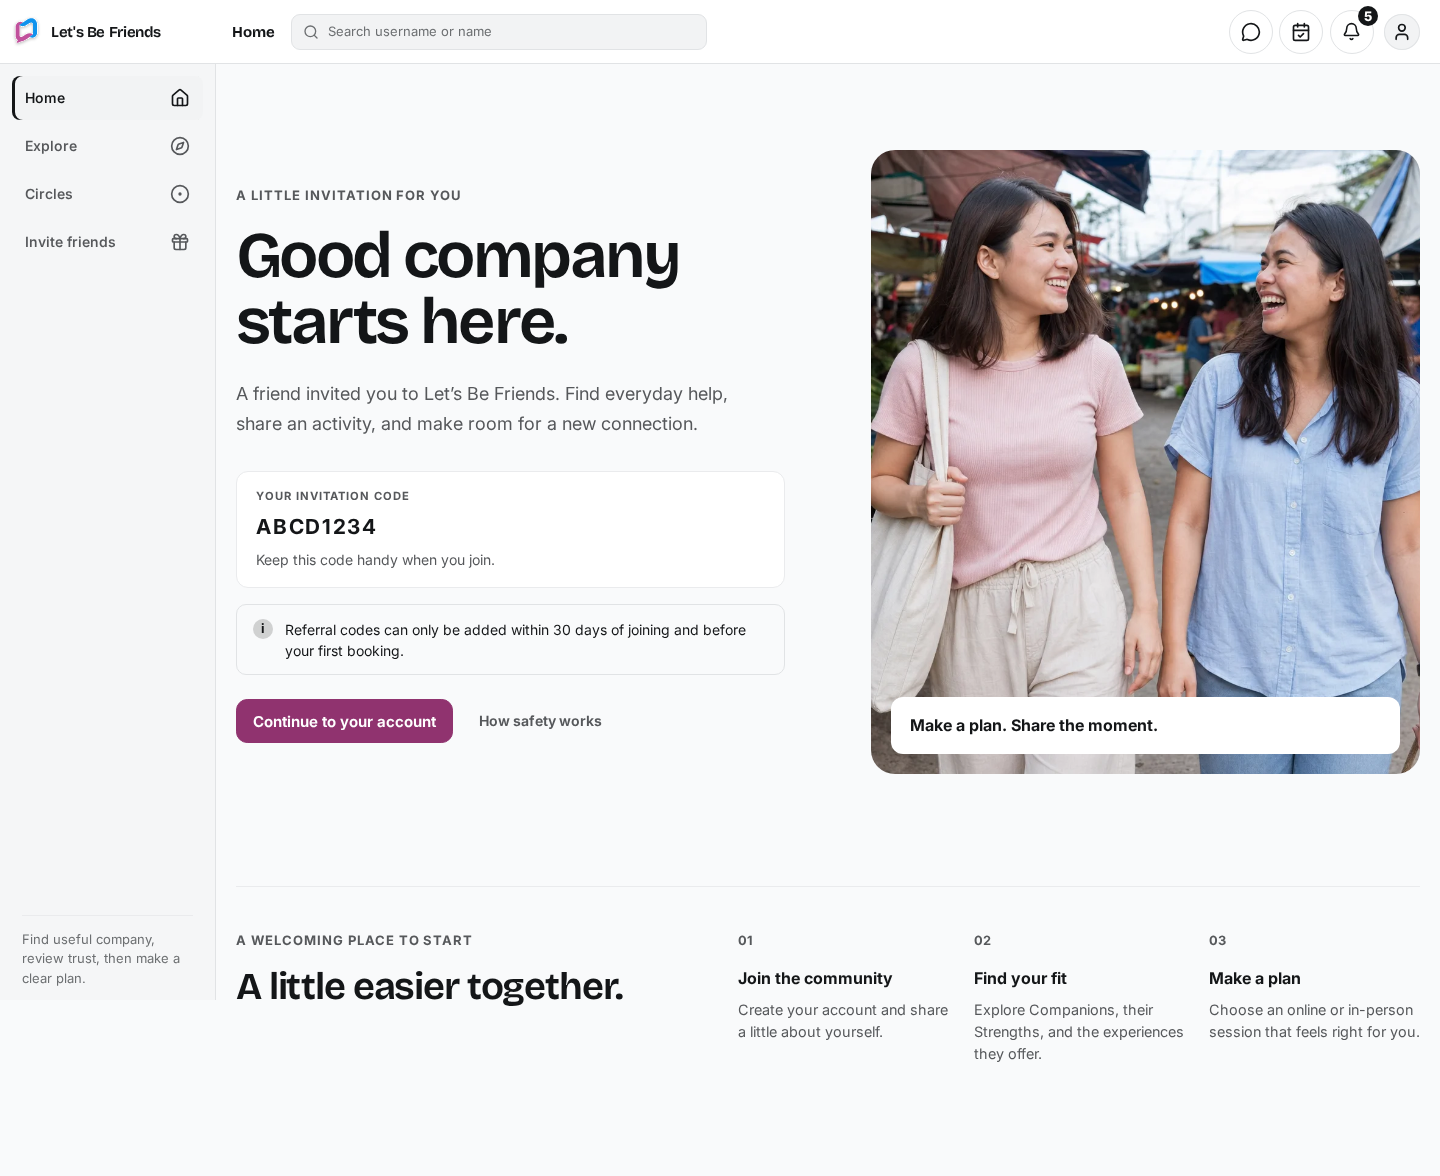 Let's Be Friends
Home
Search username or name
5
Home
Explore
Circles
Invite friends
A LITTLE INVITATION FOR YOU
Good company
starts here.
A friend invited you to Let’s Be Friends. Find everyday help,
share an activity, and make room for a new connection.
YOUR INVITATION CODE
ABCD1234
Keep this code handy when you join.
i
Referral codes can only be added within 30 days of joining and before
your first booking.
Continue to your account
How safety works
Make a plan. Share the moment.
Find useful company,
review trust, then make a
clear plan.
A WELCOMING PLACE TO START
A little easier together.
01
Join the community
Create your account and share
a little about yourself.
02
Find your fit
Explore Companions, their
Strengths, and the experiences
they offer.
03
Make a plan
Choose an online or in-person
session that feels right for you.